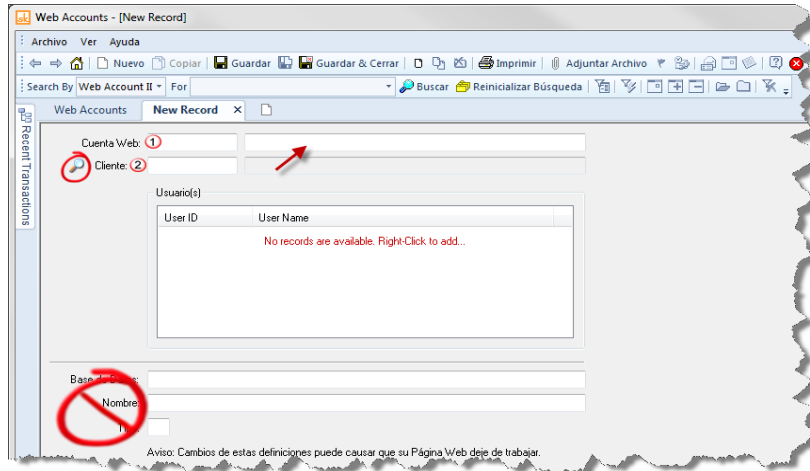 sk Web Accounts - [New Record]
Archivo Ver Ayuda
Nuevo Copiar Guardar Guardar & Cerrar Imprimir Adjuntar Archivo
Search By Web Account II For Buscar Reinicializar Búsqueda
Web Accounts New Record X
Recent Transactions
Cuenta Web: 1
Cliente: 2
Usuario(s)
User ID User Name
No records are available. Right-Click to add...
Base de Datos:
Nombre:
Aviso: Cambios de estas definiciones puede causar que su Página Web deje de trabajar.